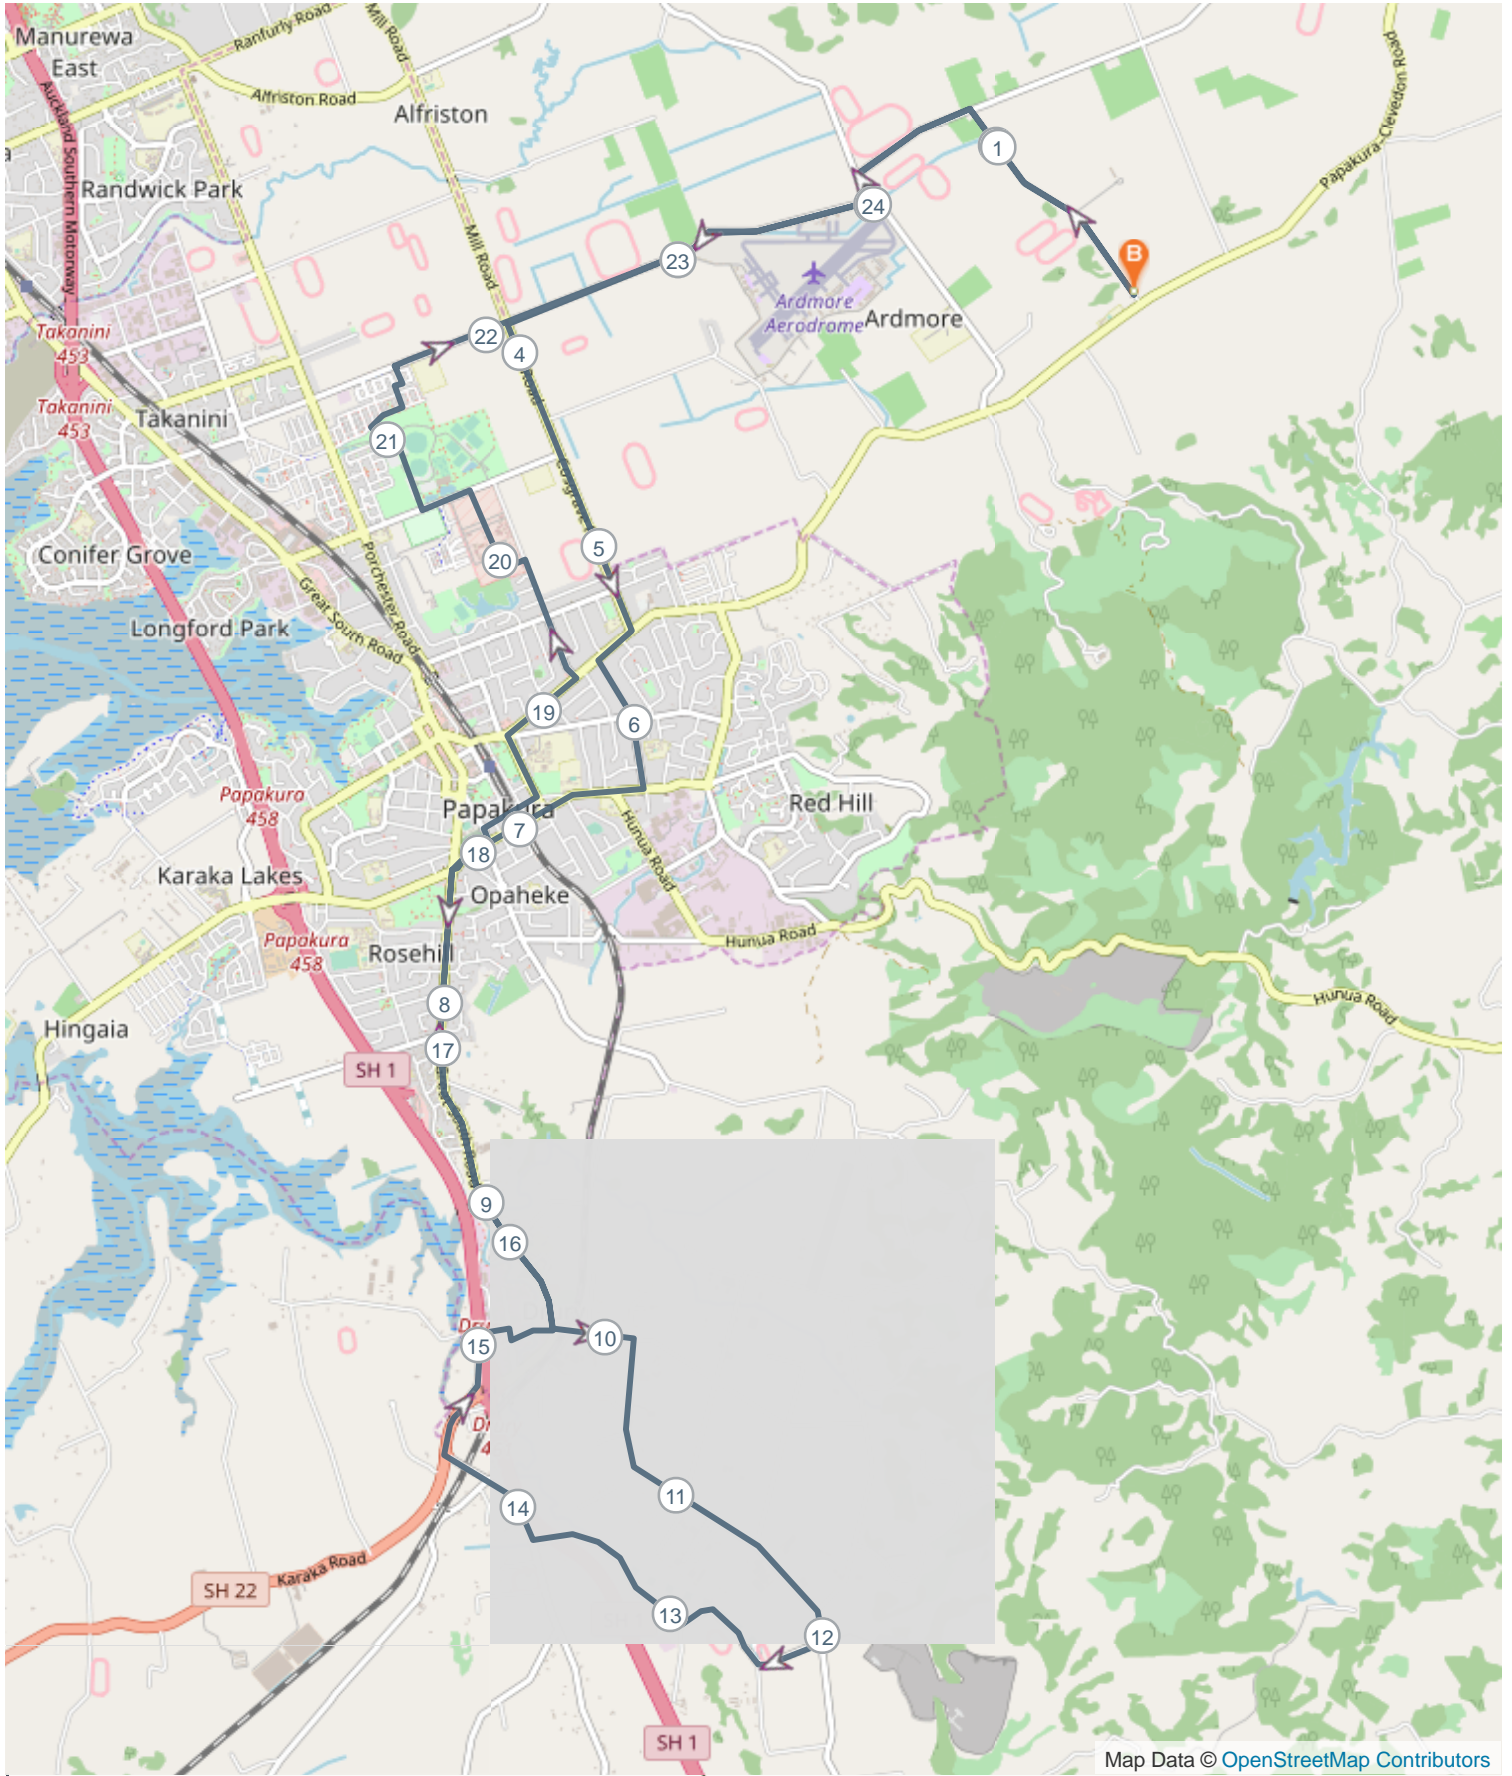 Manurewa
East
Ranfurly Road
Mill Road
Alfriston Road
Alfriston
Auckland Southern Motorway
Randwick Park
Papakura-Clevedon Road
1
24
Mill Road
23
B
Ardmore
Aerodrome
Ardmore
Takanini
453
22
4
Takanini
453
Takanini
21
Cosgrave
5
Conifer Grove
20
Porchester Road
Great South Road
Longford Park
19
6
Papakura
458
Papakura
7
Red Hill
Hunua Road
18
Karaka Lakes
Opaheke
Papakura
458
Rosehill
Hunua Road
8
Hunua Road
Hingaia
17
SH 1
9
16
10
15
11
14
Karaka Road
SH 22
13
12
SH 1
Map Data © OpenStreetMap Contributors